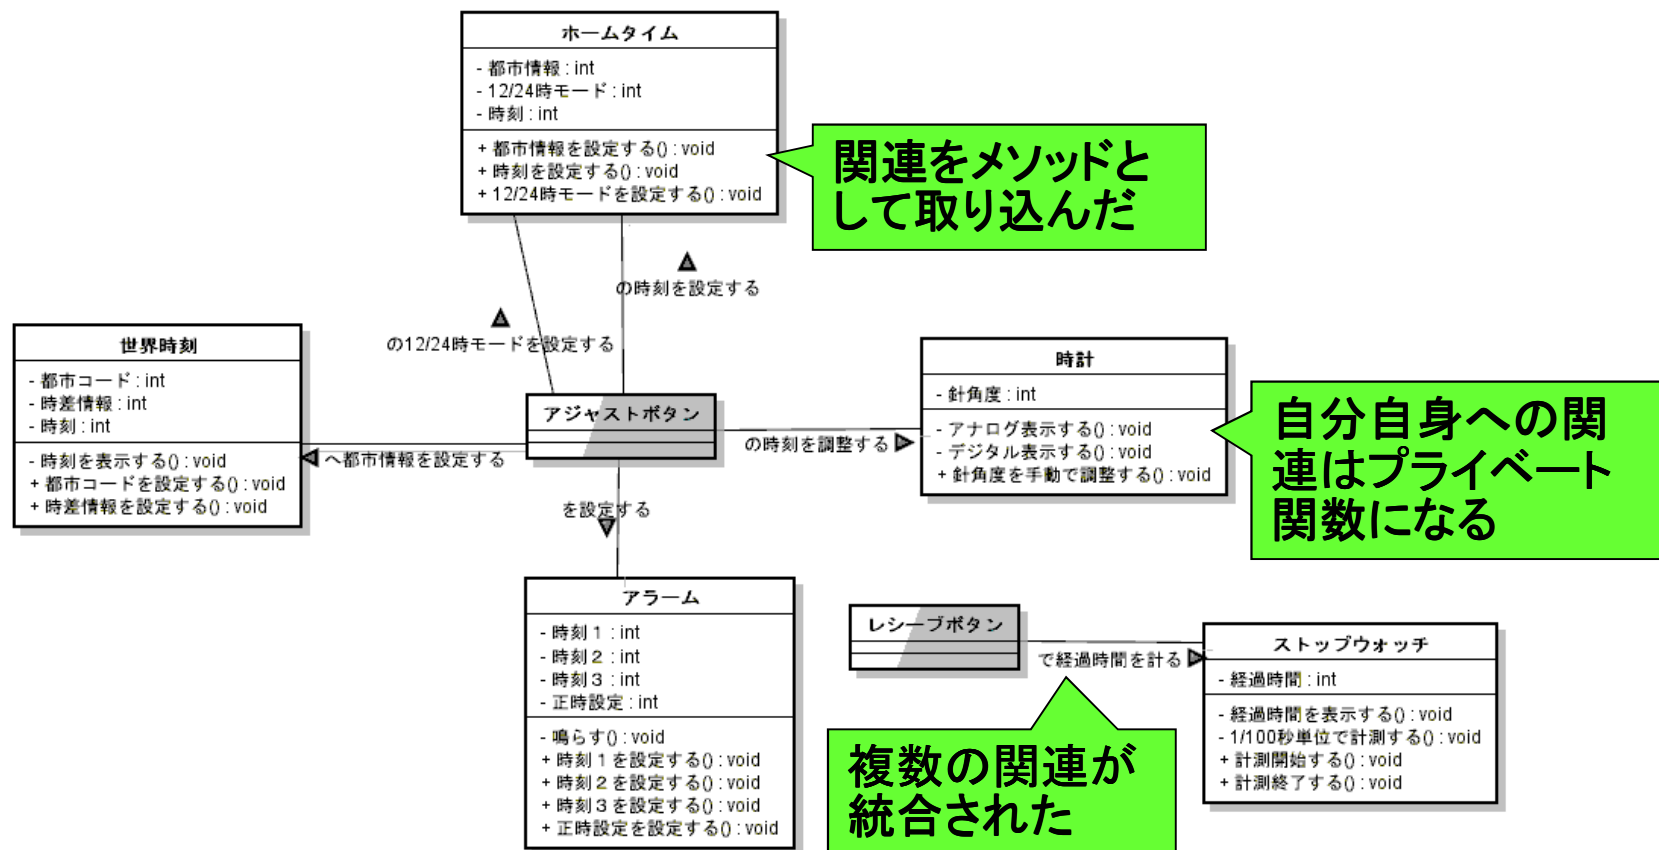 ホームタイム
- 都市情報 : int
- 12/24時モード : int
- 時刻 : int
+ 都市情報を設定する() : void
+ 時刻を設定する() : void
+ 12/24時モードを設定する() : void
関連をメソッドと
して取り込んだ
の時刻を設定する
の12/24時モードを設定する
世界時刻
- 都市コード : int
- 時差情報 : int
- 時刻 : int
- 時刻を表示する() : void
+ 都市コードを設定する() : void
+ 時差情報を設定する() : void
アジャストボタン
へ都市情報を設定する
の時刻を調整する
時計
- 針角度 : int
- アナログ表示する() : void
- デジタル表示する() : void
+ 針角度を手動で調整する() : void
自分自身への関
連はプライベート
関数になる
を設定する
アラーム
- 時刻１ : int
- 時刻２ : int
- 時刻３ : int
- 正時設定 : int
- 鳴らす() : void
+ 時刻１を設定する() : void
+ 時刻２を設定する() : void
+ 時刻３を設定する() : void
+ 正時設定を設定する() : void
レシーブボタン
で経過時間を計る
ストップウォッチ
- 経過時間 : int
- 経過時間を表示する() : void
- 1/100秒単位で計測する() : void
+ 計測開始する() : void
+ 計測終了する() : void
複数の関連が
統合された